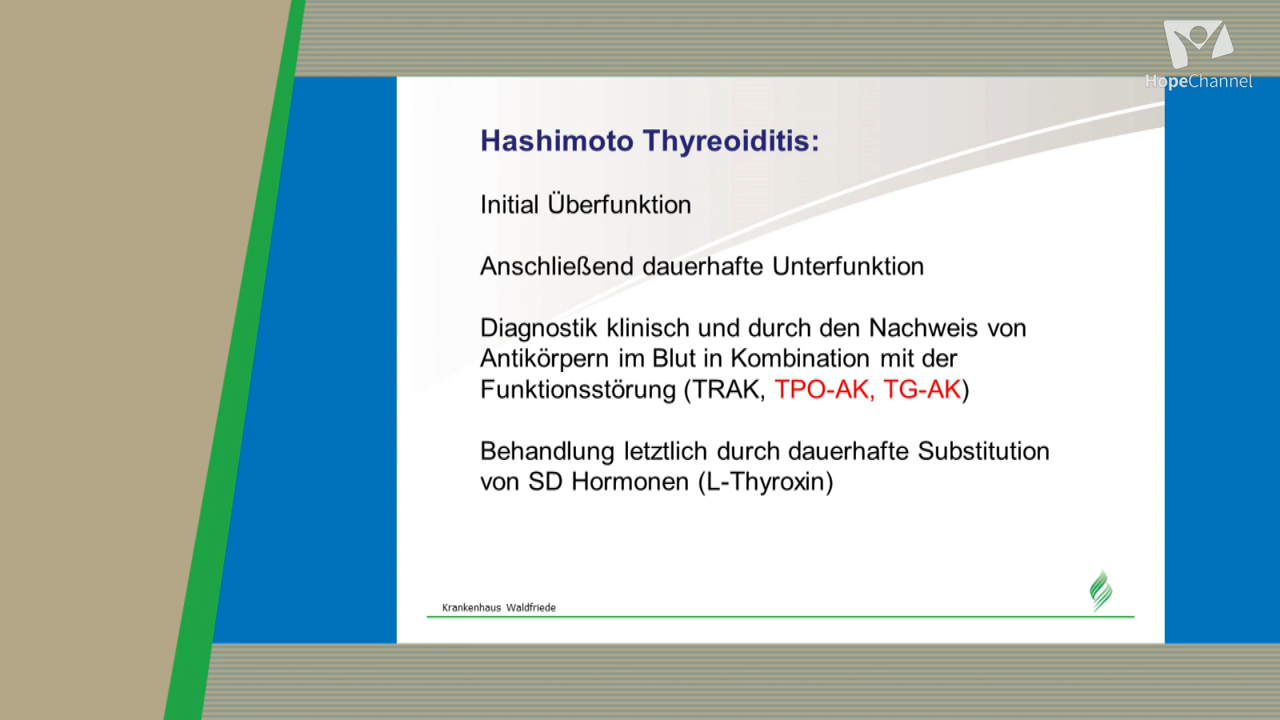 HopeChannel
Hashimoto Thyreoiditis:
Initial Überfunktion
Anschließend dauerhafte Unterfunktion
Diagnostik klinisch und durch den Nachweis von
Antikörpern im Blut in Kombination mit der
Funktionsstörung (TRAK, TPO-AK, TG-AK)
Behandlung letztlich durch dauerhafte Substitution
von SD Hormonen (L-Thyroxin)
Krankenhaus Waldfriede